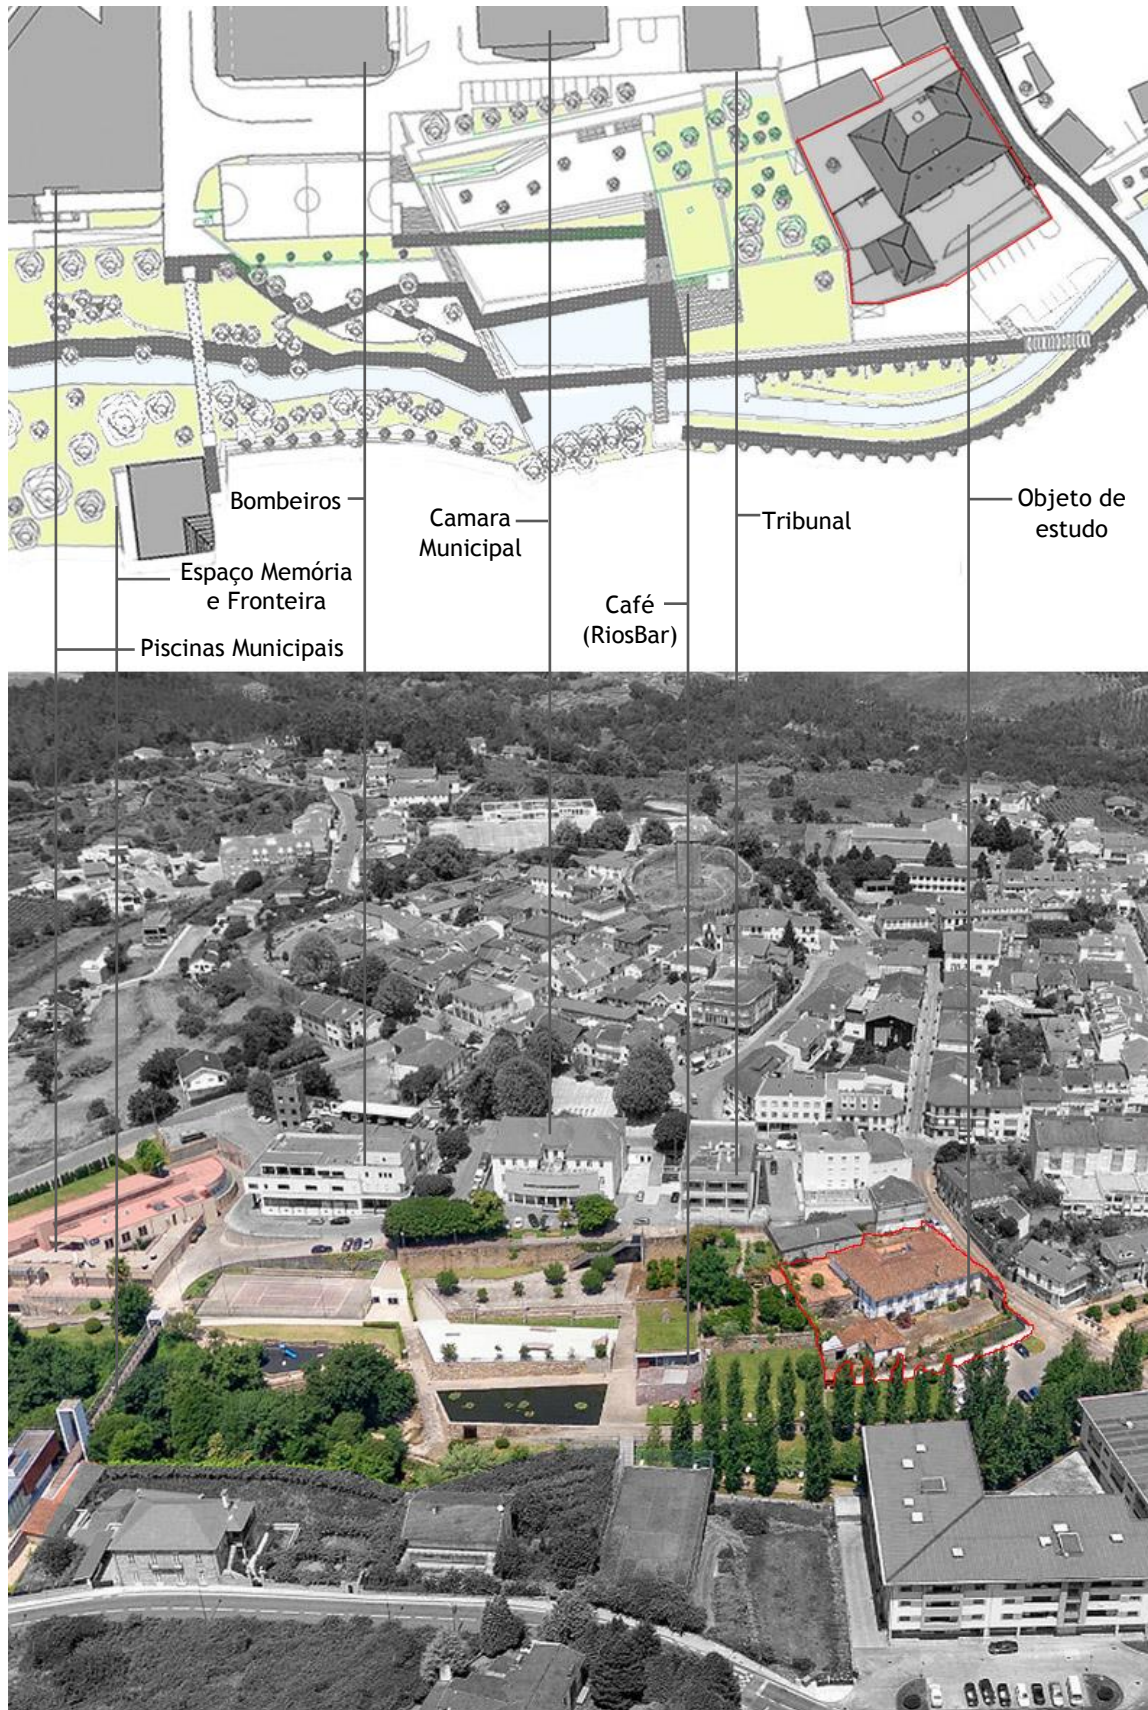 Bombeiros
Camara
Municipal
Tribunal
Objeto de
estudo
Espaço Memória
e Fronteira
Café
(RiosBar)
Piscinas Municipais